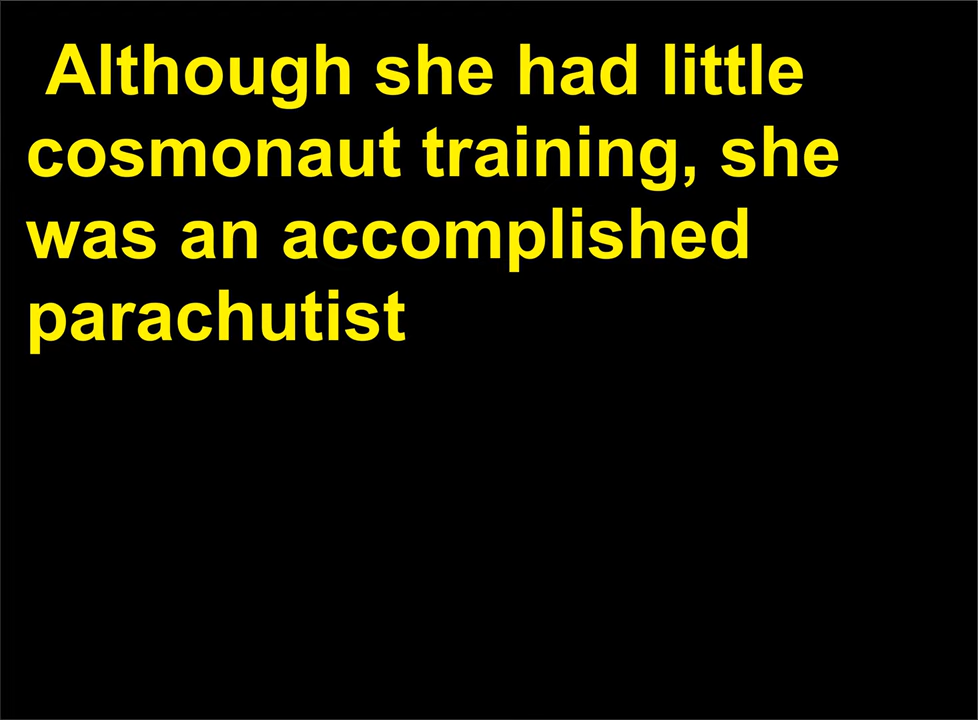 Although she had little
cosmonaut training, she
was an accomplished
parachutist